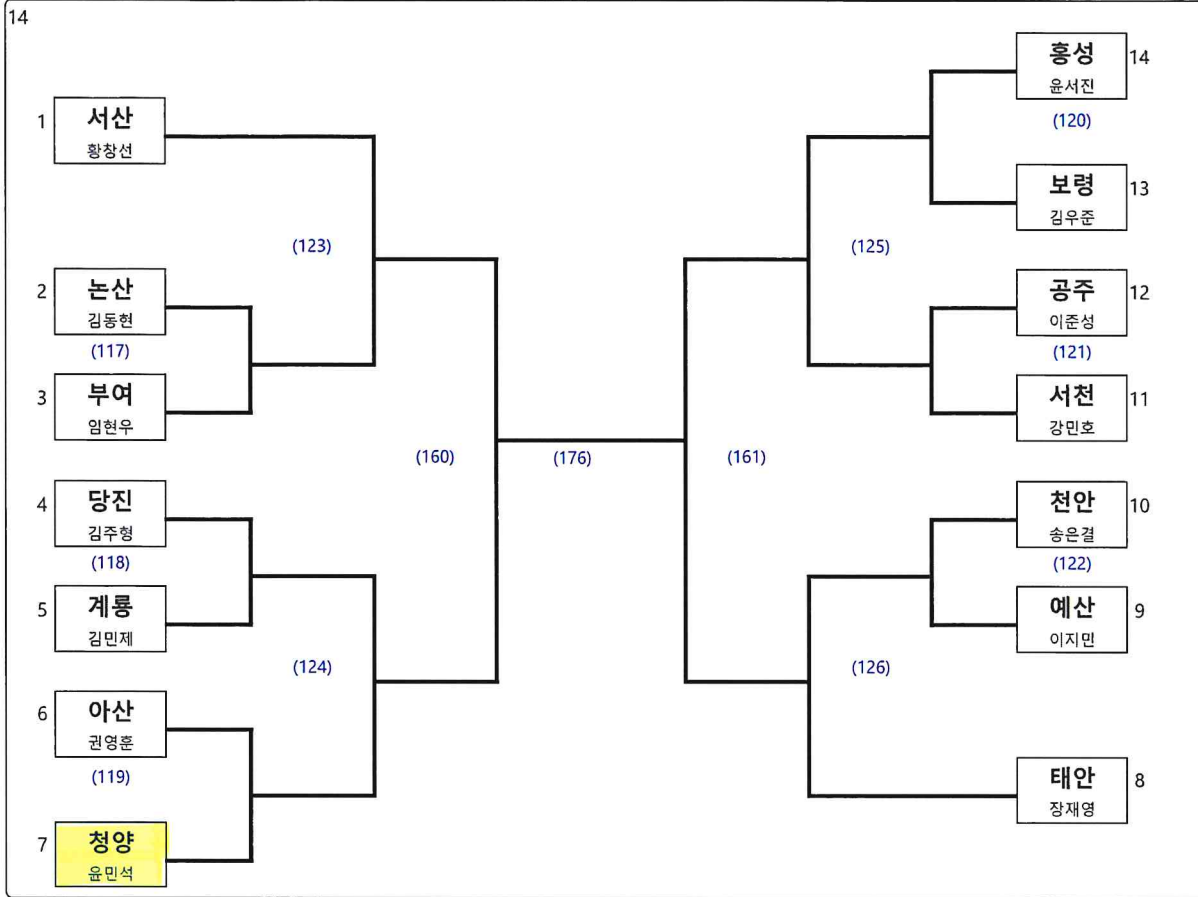 14
1
서산
황창선
(123)
2
논산
김동현
(117)
3
부여
임현우
(160)
4
당진
김주형
(118)
5
계룡
김민제
(124)
6
아산
권영훈
(119)
7
청양
윤민석
(176)
홍성
14
윤서진
(120)
보령
13
김우준
(125)
공주
12
이준성
(121)
서천
11
강민호
(161)
천안
10
송은결
(122)
예산
9
이지민
(126)
태안
8
장재영